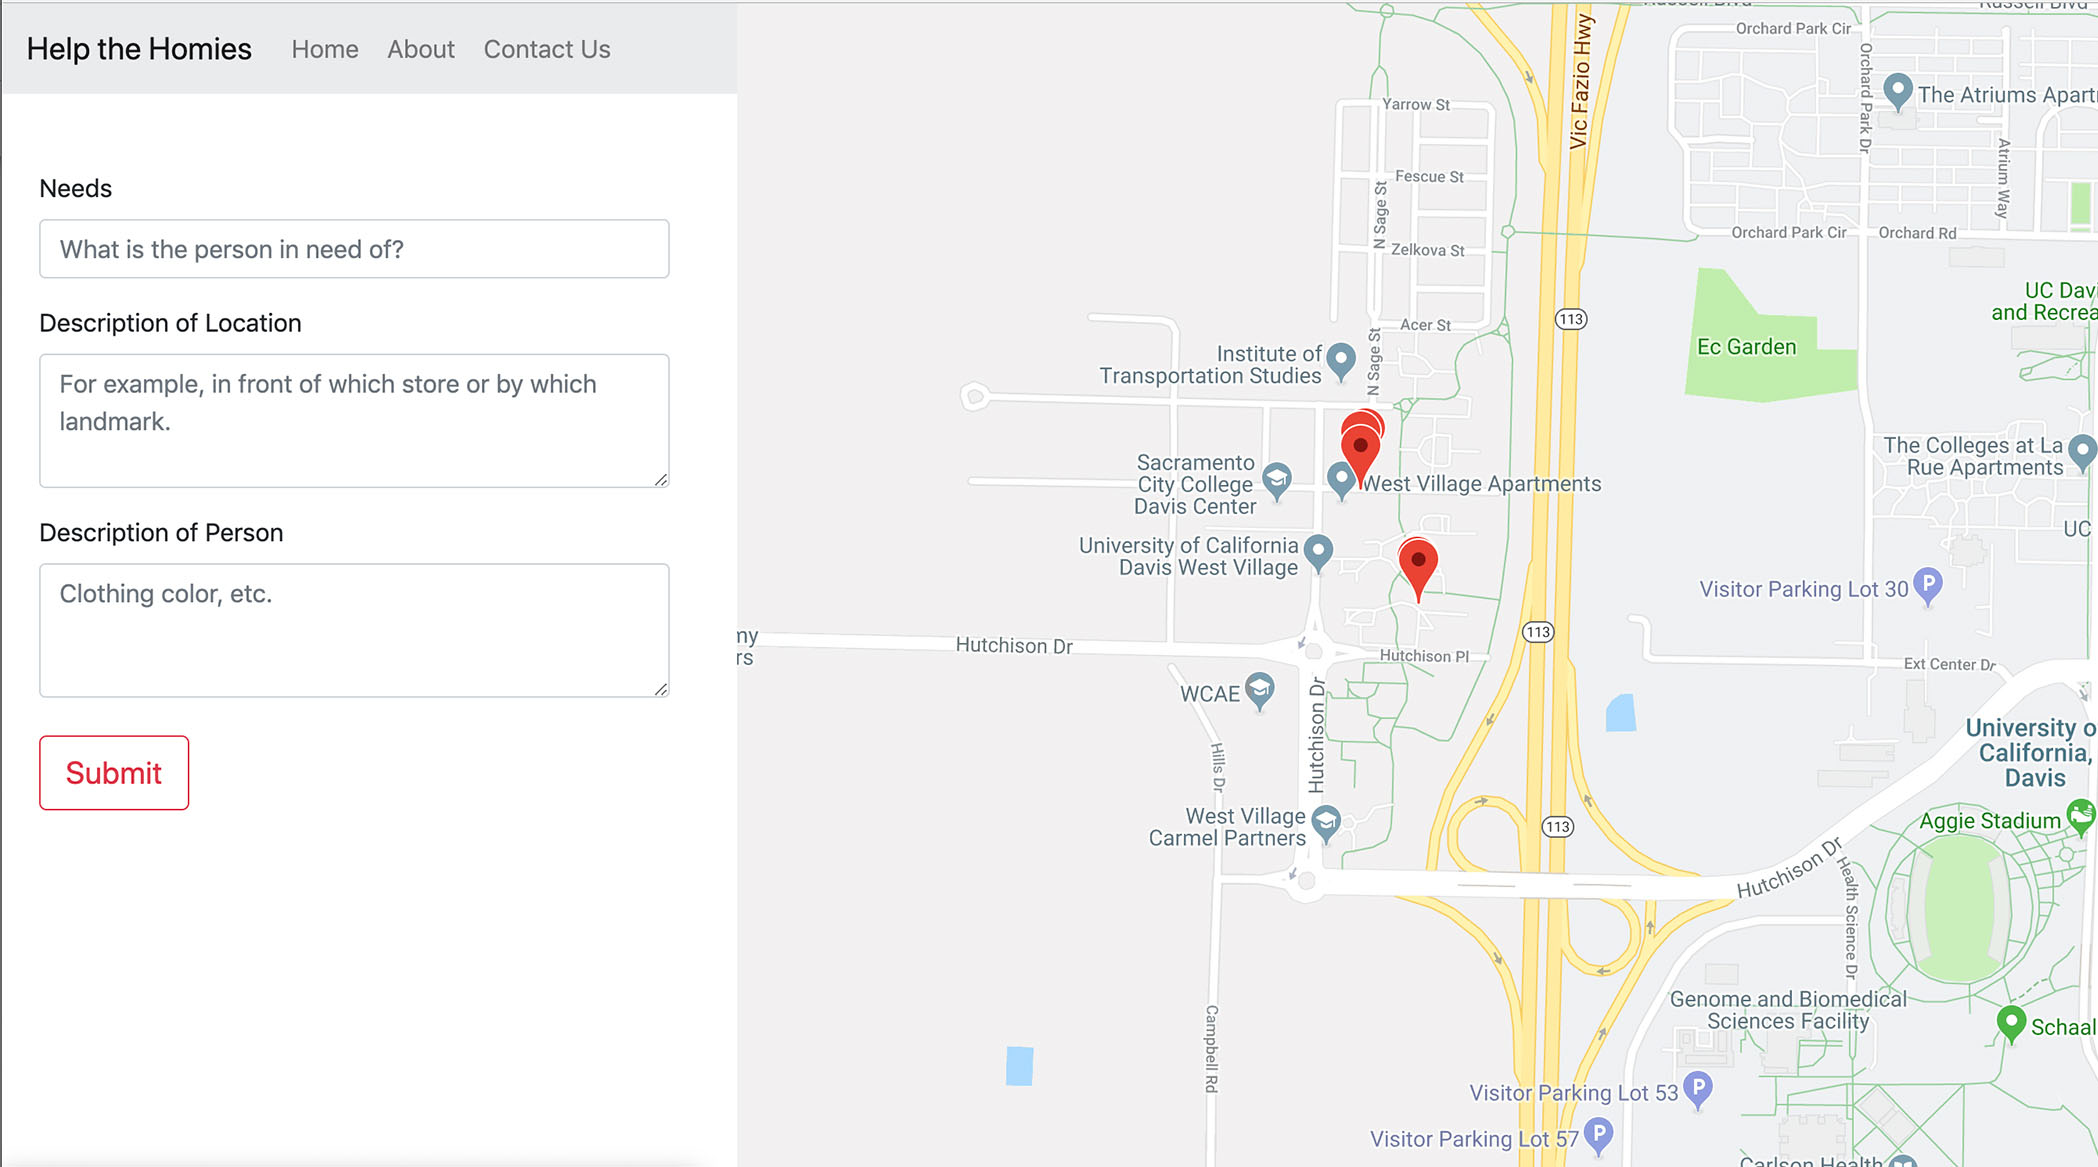 Help the Homies
Home
About
Contact Us
Needs
What is the person in need of?
Description of Location
For example, in front of which store or by which
landmark.
Description of Person
Clothing color, etc.
Submit
Russell Blvd
Russell Blvd
Orchard Park Cir
Vic Fazio Hwy
Orchard Park Dr
The Atriums Apart
Yarrow St
Atrium Way
Fescue St
N Sage St
Orchard Park Cir
Orchard Rd
Zelkova St
UC Davi
and Recrea
113
Acer St
Ec Garden
Institute of
Transportation Studies
N Sage St
The Colleges at La
Rue Apartments
Sacramento
City College
Davis Center
West Village Apartments
UC
University of California
Davis West Village
Visitor Parking Lot 30
P
113
my
rs
Hutchison Dr
Hutchison Pl
Ext Center Dr
WCAE
Hutchison Dr
University o
California,
Davis
Hills Dr
West Village
Carmel Partners
113
Aggie Stadium
Hutchison Dr
Health Science Dr
Genome and Biomedical
Sciences Facility
Schaal
Campbell Rd
Visitor Parking Lot 53
P
Visitor Parking Lot 57
P
Carlson Health